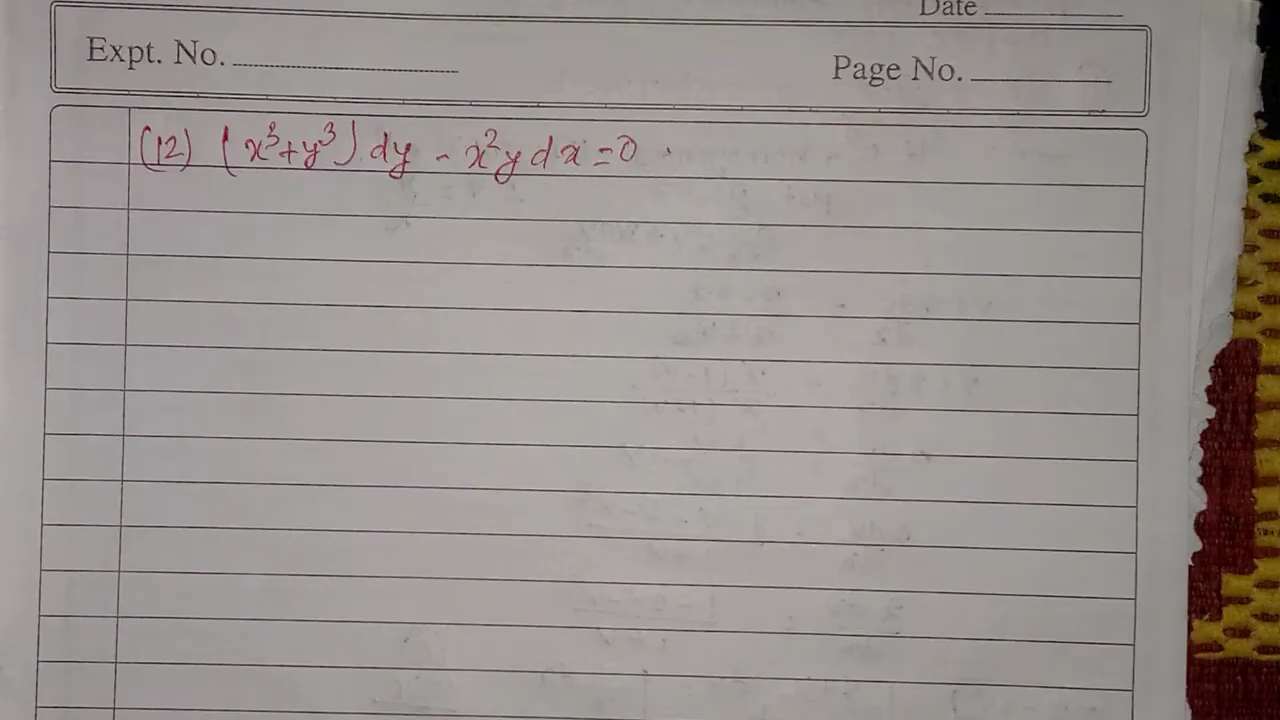 Date
Expt. No.
Page No.
(12) (x³+y³) dy - x²y dx = 0